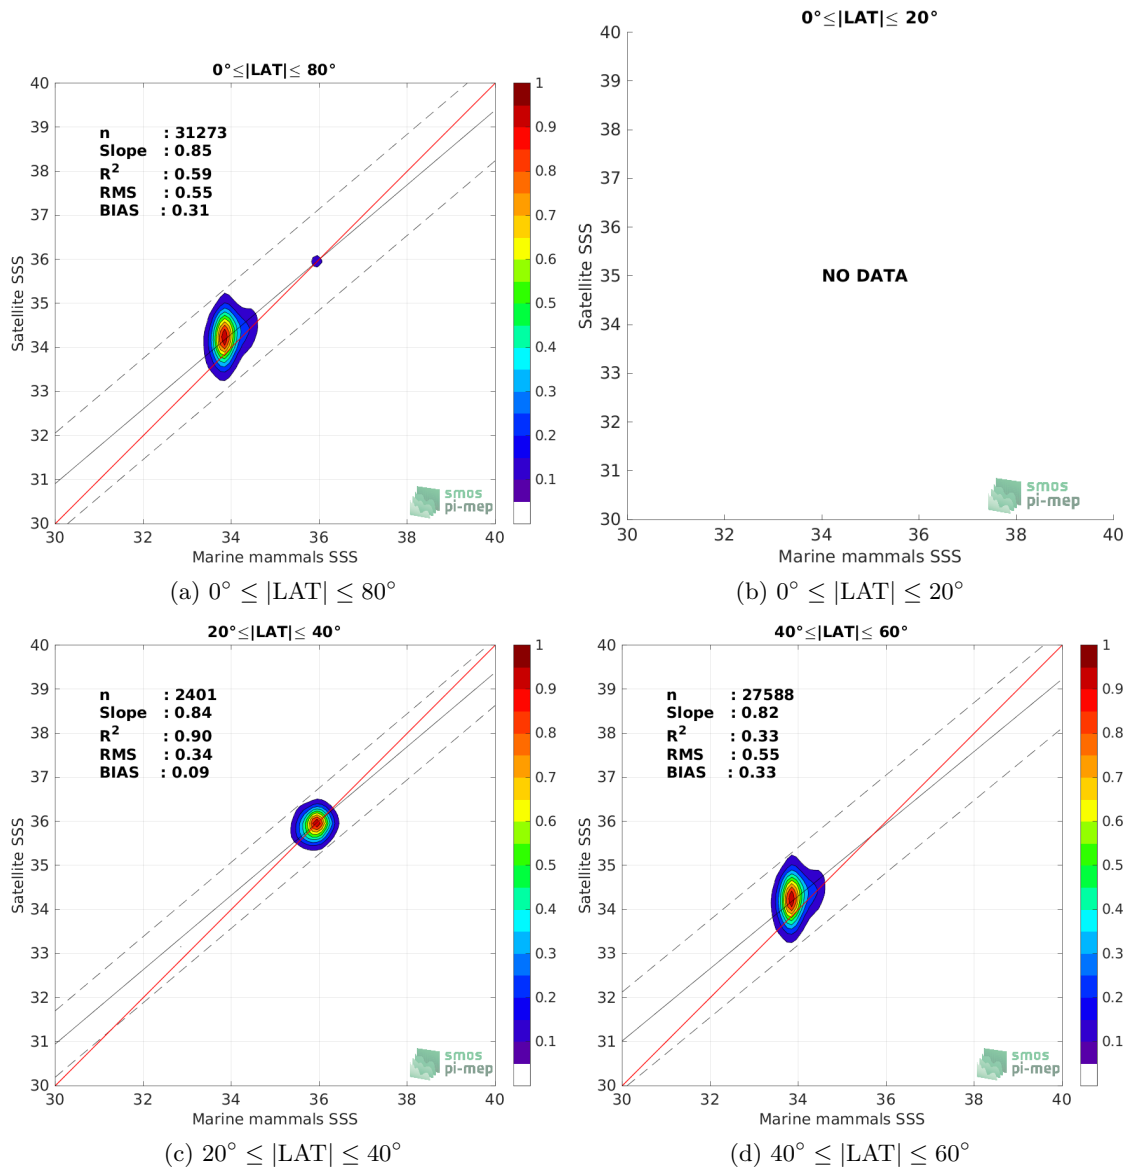 0°≤|LAT|≤ 80°
40
39
38
37
36
35
34
33
32
31
30
30
32
34
36
38
40
Satellite SSS
Marine mammals SSS
n : 31273
Slope : 0.85
R² : 0.59
RMS : 0.55
BIAS : 0.31
1
0.9
0.8
0.7
0.6
0.5
0.4
0.3
0.2
0.1
smos
pi-mep
(a) 0° ≤ |LAT| ≤ 80°
0°≤|LAT|≤ 20°
40
39
38
37
36
35
34
33
32
31
30
30
32
34
36
38
40
Satellite SSS
Marine mammals SSS
NO DATA
smos
pi-mep
(b) 0° ≤ |LAT| ≤ 20°
20°≤|LAT|≤ 40°
40
39
38
37
36
35
34
33
32
31
30
30
32
34
36
38
40
Satellite SSS
Marine mammals SSS
n : 2401
Slope : 0.84
R² : 0.90
RMS : 0.34
BIAS : 0.09
1
0.9
0.8
0.7
0.6
0.5
0.4
0.3
0.2
0.1
smos
pi-mep
(c) 20° ≤ |LAT| ≤ 40°
40°≤|LAT|≤ 60°
40
39
38
37
36
35
34
33
32
31
30
30
32
34
36
38
40
Satellite SSS
Marine mammals SSS
n : 27588
Slope : 0.82
R² : 0.33
RMS : 0.55
BIAS : 0.33
1
0.9
0.8
0.7
0.6
0.5
0.4
0.3
0.2
0.1
smos
pi-mep
(d) 40° ≤ |LAT| ≤ 60°